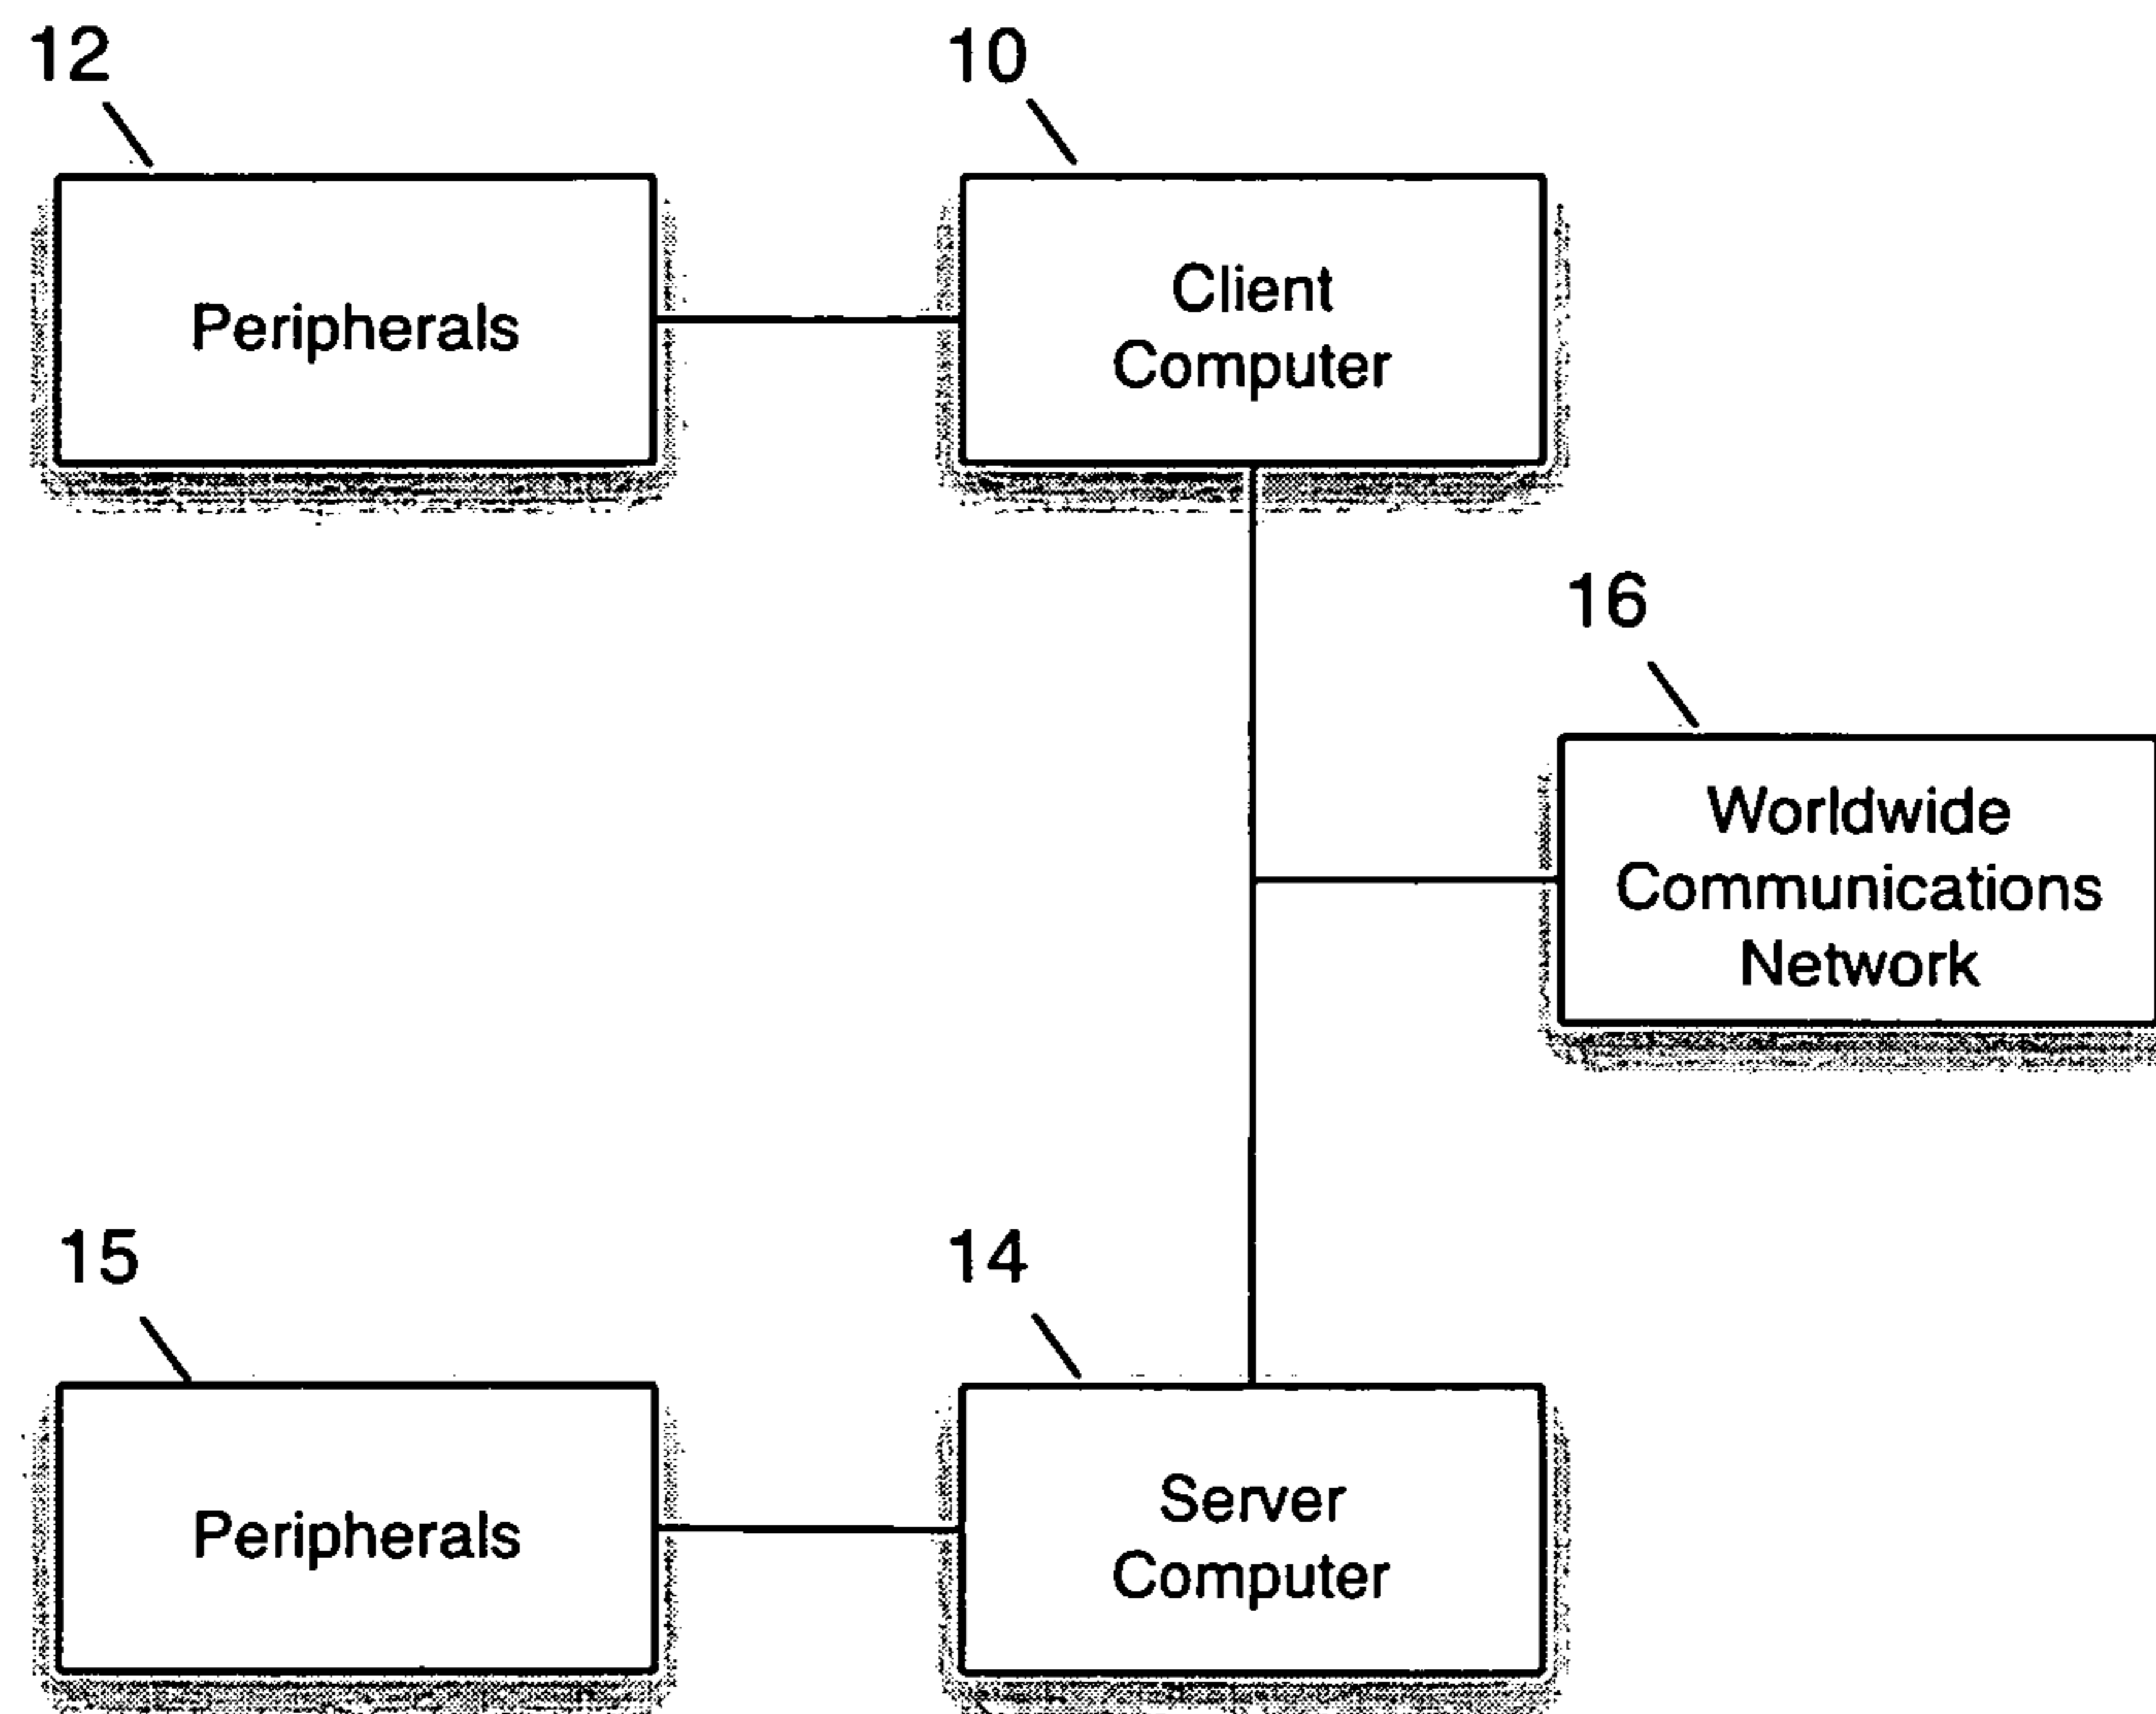 12
10
Peripherals
Client
Computer
16
Worldwide
Communications
Network
15
14
Peripherals
Server
Computer